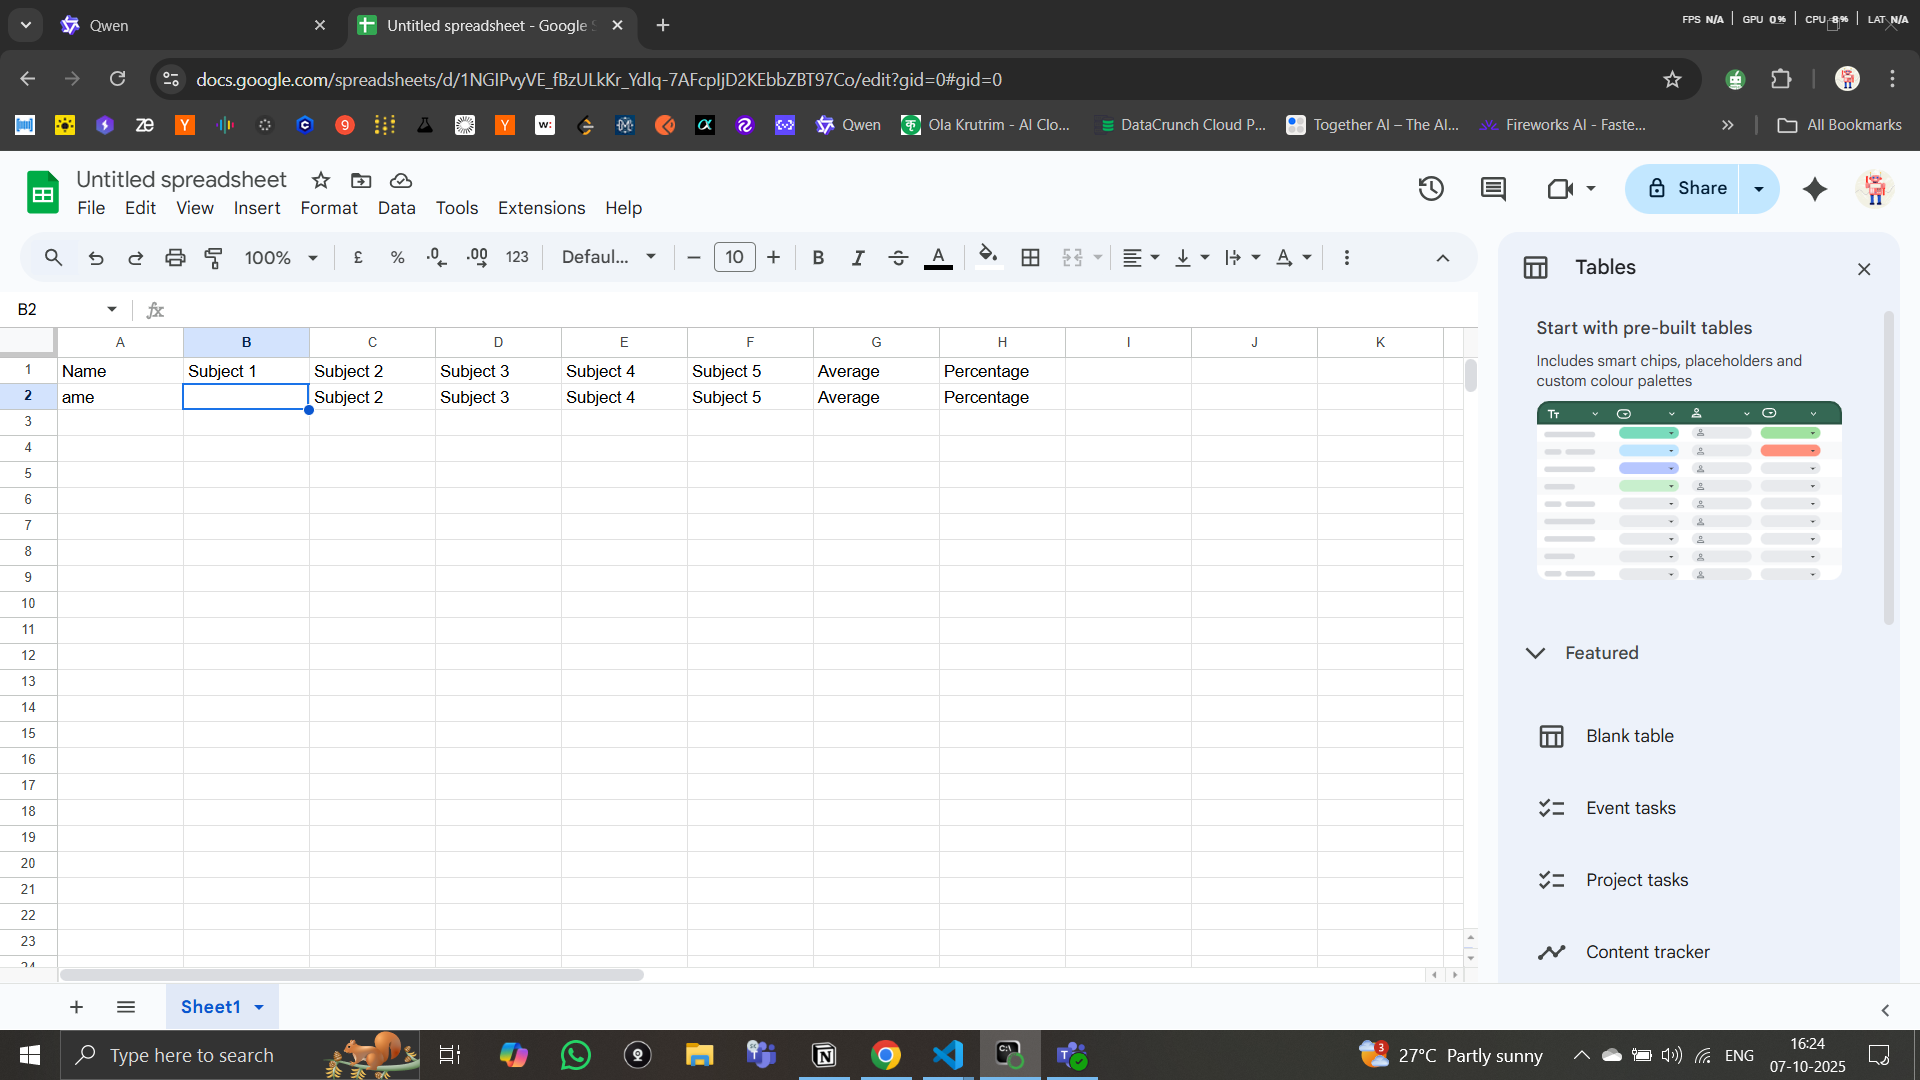 Qwen
Untitled spreadsheet - Google S
FPS N/A GPU 0% CPU 8% LAT N/A
docs.google.com/spreadsheets/d/1NGIPvyVE_fBzULkKr_Ydlq-7AFcpIjD2KEbbZBT97Co/edit?gid=0#gid=0
Qwen
Ola Krutrim - AI Clo...
DataCrunch Cloud P...
Together AI – The AI...
Fireworks AI - Faste...
All Bookmarks
Untitled spreadsheet
File Edit View Insert Format Data Tools Extensions Help
Share
100% £ % .0 .00 123 Defaul... 10 B I A
B2
A B C D E F G H I J K
1 Name Subject 1 Subject 2 Subject 3 Subject 4 Subject 5 Average Percentage
2 ame Subject 2 Subject 3 Subject 4 Subject 5 Average Percentage
3
4
5
6
7
8
9
10
11
12
13
14
15
16
17
18
19
20
21
22
23
24
Tables
Start with pre-built tables
Includes smart chips, placeholders and
custom colour palettes
Featured
Blank table
Event tasks
Project tasks
Content tracker
Sheet1
Type here to search
3
27°C Partly sunny
ENG
16:24
07-10-2025